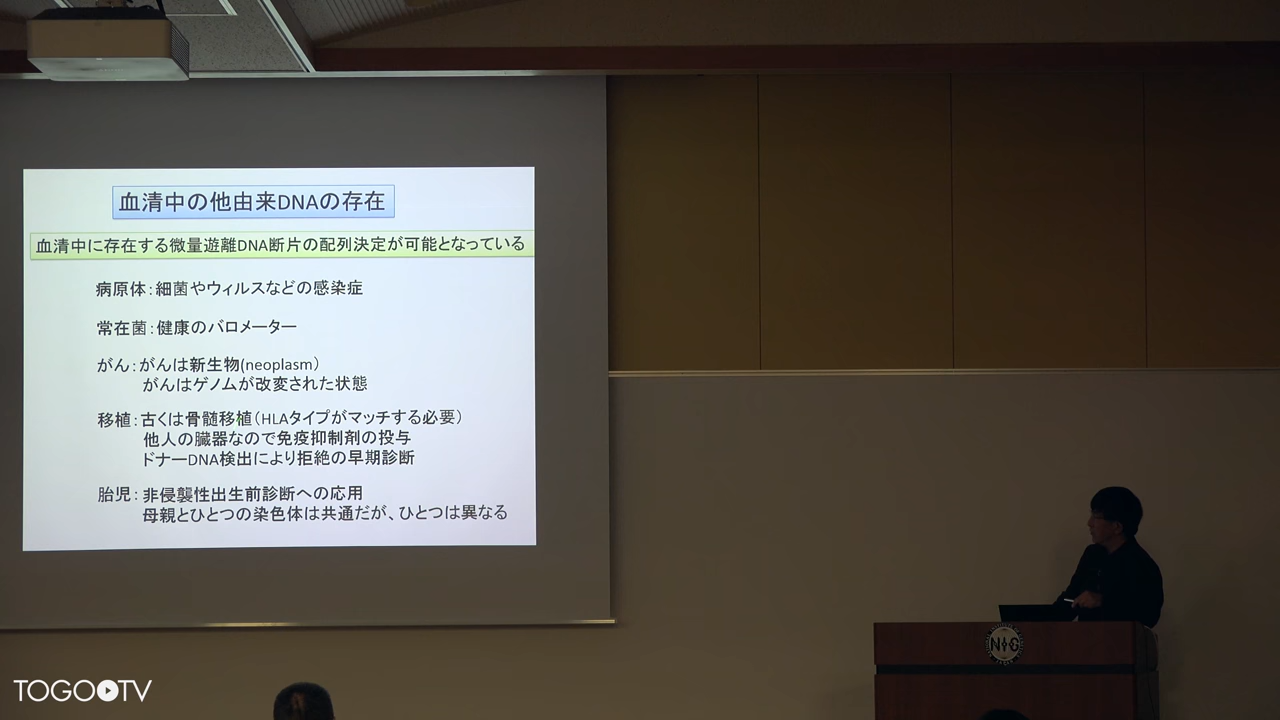 血清中の他由来DNAの存在
血清中に存在する微量遊離DNA断片の配列決定が可能となっている
病原体：細菌やウィルスなどの感染症
常在菌：健康のバロメーター
がん：がんは新生物(neoplasm）
がんはゲノムが改変された状態
移植：古くは骨髄移植（HLAタイプがマッチする必要）
他人の臓器なので免疫抑制剤の投与
ドナーDNA検出により拒絶の早期診断
胎児：非侵襲性出生前診断への応用
母親とひとつの染色体は共通だが、ひとつは異なる
NIG
TOGO TV